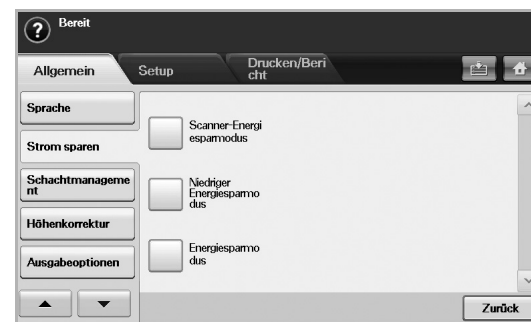 Bereit
Allgemein
Setup
Drucken/Beri
cht
Sprache
Strom sparen
Schachtmanageme
nt
Höhenkorrektur
Ausgabeoptionen
Scanner-Energi
esparmodus
Niedriger
Energiesparmo
dus
Energiesparmo
dus
Zurück